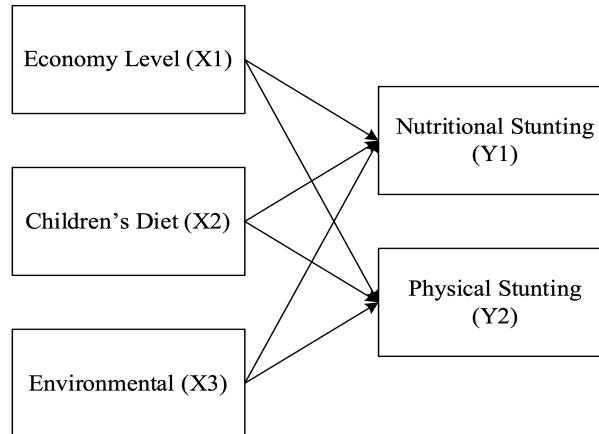 Economy Level (X1)
Nutritional Stunting
(Y1)
Children's Diet (X2)
Physical Stunting
(Y2)
Environmental (X3)